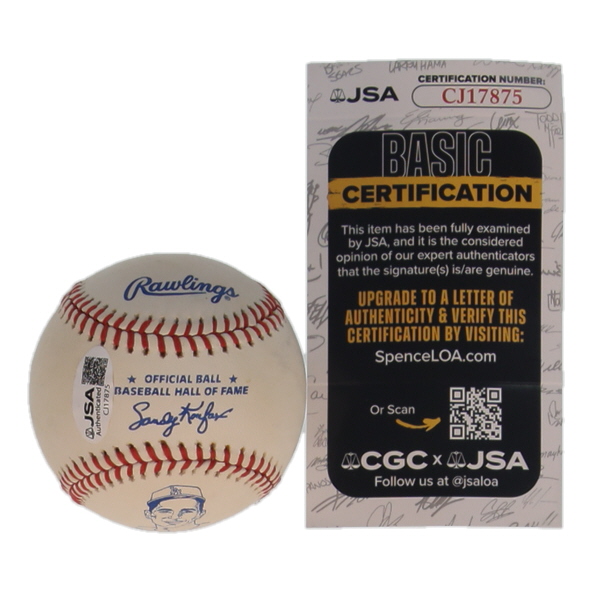 Rawlings®
★ OFFICIAL BALL ★
BASEBALL HALL OF FAME
Sandy Koufax
JSA
Authenticated
CJ17875
JSA
CERTIFICATION NUMBER:
CJ17875
BASIC
CERTIFICATION
This item has been fully examined
by JSA, and it is the considered
opinion of our expert authenticators
that the signature(s) is/are genuine.
UPGRADE TO A LETTER OF
AUTHENTICITY & VERIFY THIS
CERTIFICATION BY VISITING:
SpenceLOA.com
Or Scan
CGC x JSA
Follow us at @jsaloa